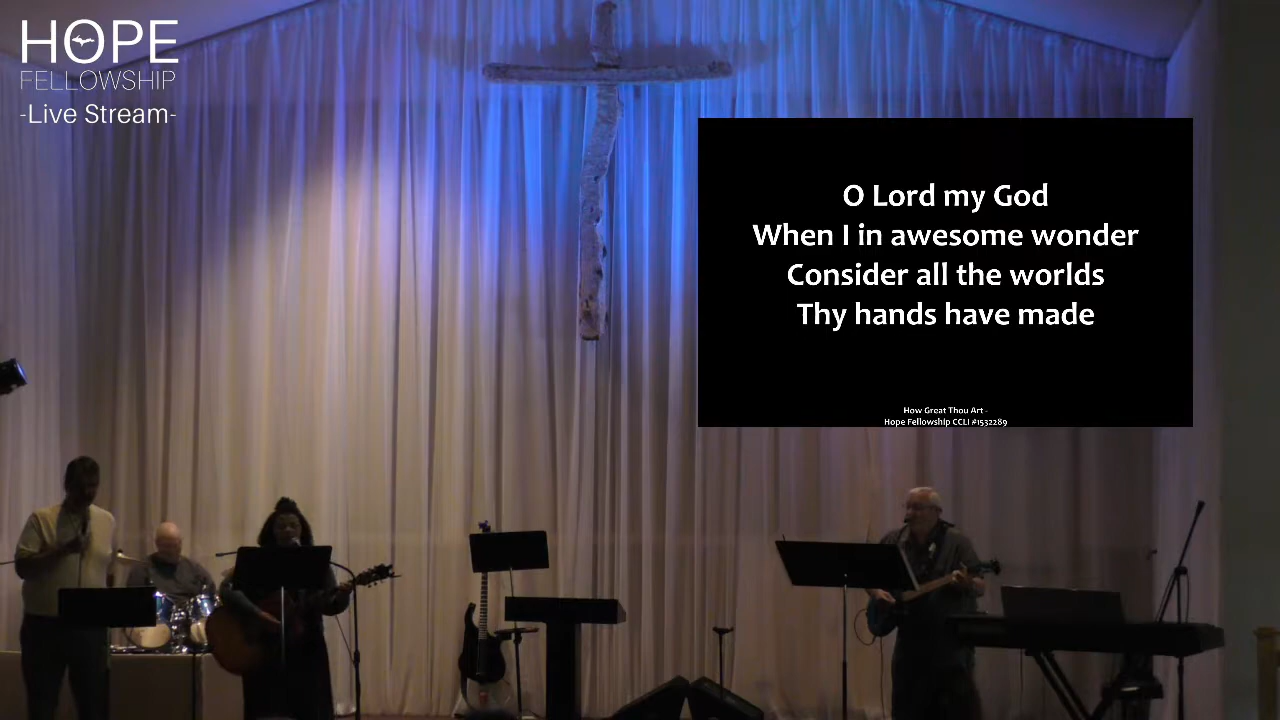 HOPE
FELLOWSHIP
-Live Stream-
O Lord my God
When I in awesome wonder
Consider all the worlds
Thy hands have made
How Great Thou Art -
Hope Fellowship CCLI #1532289